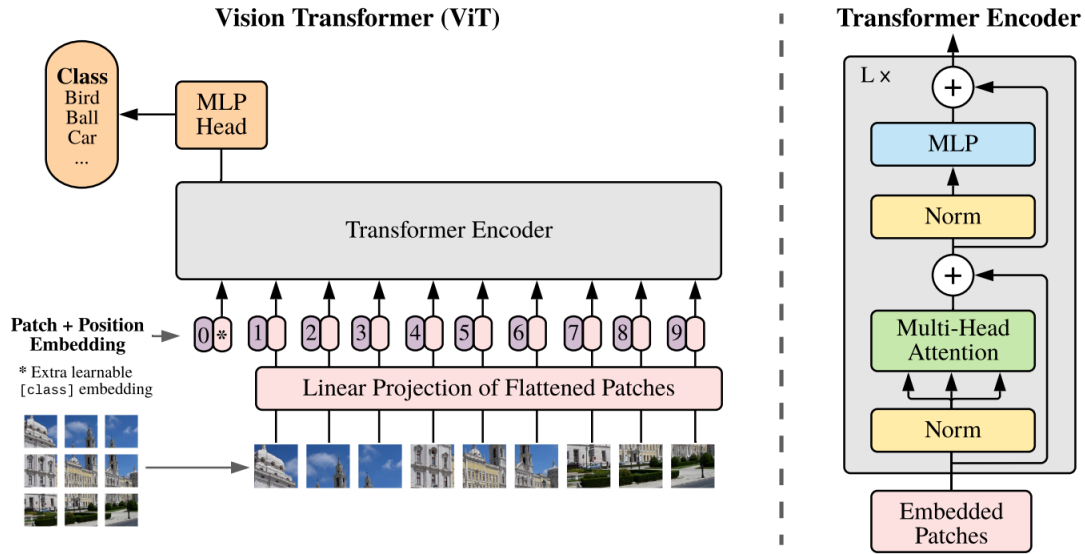 Vision Transformer (ViT)
Class
Bird
Ball
Car
...
MLP
Head
Transformer Encoder
Patch + Position
Embedding
0 * 1 2 3 4 5 6 7 8 9
* Extra learnable
[class] embedding
Linear Projection of Flattened Patches
Transformer Encoder
L ×
+
MLP
Norm
+
Multi-Head
Attention
Norm
Embedded
Patches